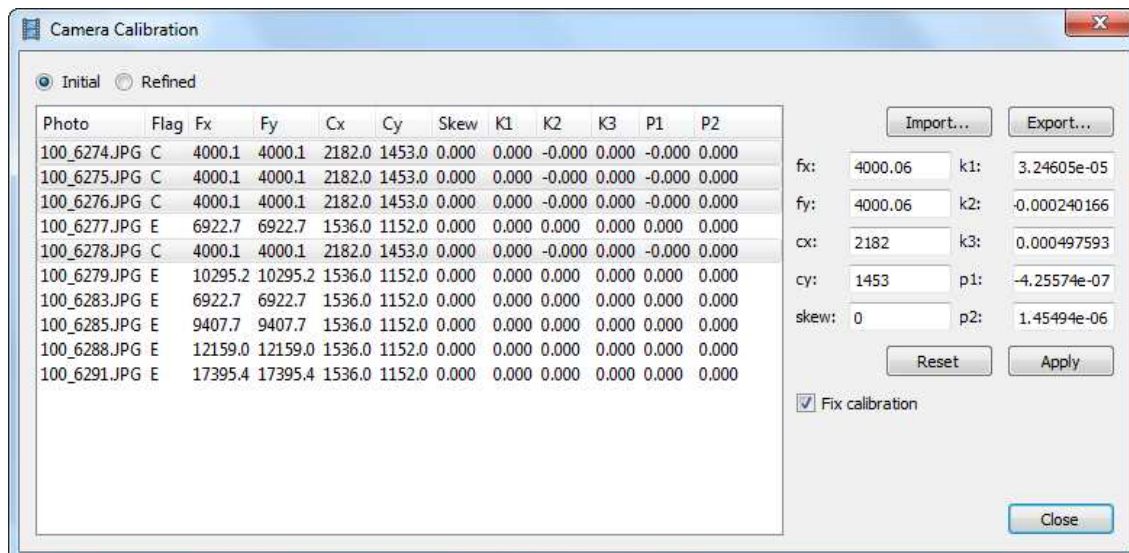 Camera Calibration
Initial Refined
Photo Flag Fx Fy Cx Cy Skew K1 K2 K3 P1 P2
100_6274.JPG C 4000.1 4000.1 2182.0 1453.0 0.000 0.000 -0.000 0.000 -0.000 0.000
100_6275.JPG C 4000.1 4000.1 2182.0 1453.0 0.000 0.000 -0.000 0.000 -0.000 0.000
100_6276.JPG C 4000.1 4000.1 2182.0 1453.0 0.000 0.000 -0.000 0.000 -0.000 0.000
100_6277.JPG E 6922.7 6922.7 1536.0 1152.0 0.000 0.000 0.000 0.000 0.000 0.000
100_6278.JPG C 4000.1 4000.1 2182.0 1453.0 0.000 0.000 -0.000 0.000 -0.000 0.000
100_6279.JPG E 10295.2 10295.2 1536.0 1152.0 0.000 0.000 0.000 0.000 0.000 0.000
100_6283.JPG E 6922.7 6922.7 1536.0 1152.0 0.000 0.000 0.000 0.000 0.000 0.000
100_6285.JPG E 9407.7 9407.7 1536.0 1152.0 0.000 0.000 0.000 0.000 0.000 0.000
100_6288.JPG E 12159.0 12159.0 1536.0 1152.0 0.000 0.000 0.000 0.000 0.000 0.000
100_6291.JPG E 17395.4 17395.4 1536.0 1152.0 0.000 0.000 0.000 0.000 0.000 0.000
Import... Export...
fx: 4000.06 k1: 3.24605e-05
fy: 4000.06 k2: -0.000240166
cx: 2182 k3: 0.000497593
cy: 1453 p1: -4.25574e-07
skew: 0 p2: 1.45494e-06
Reset Apply
Fix calibration
Close